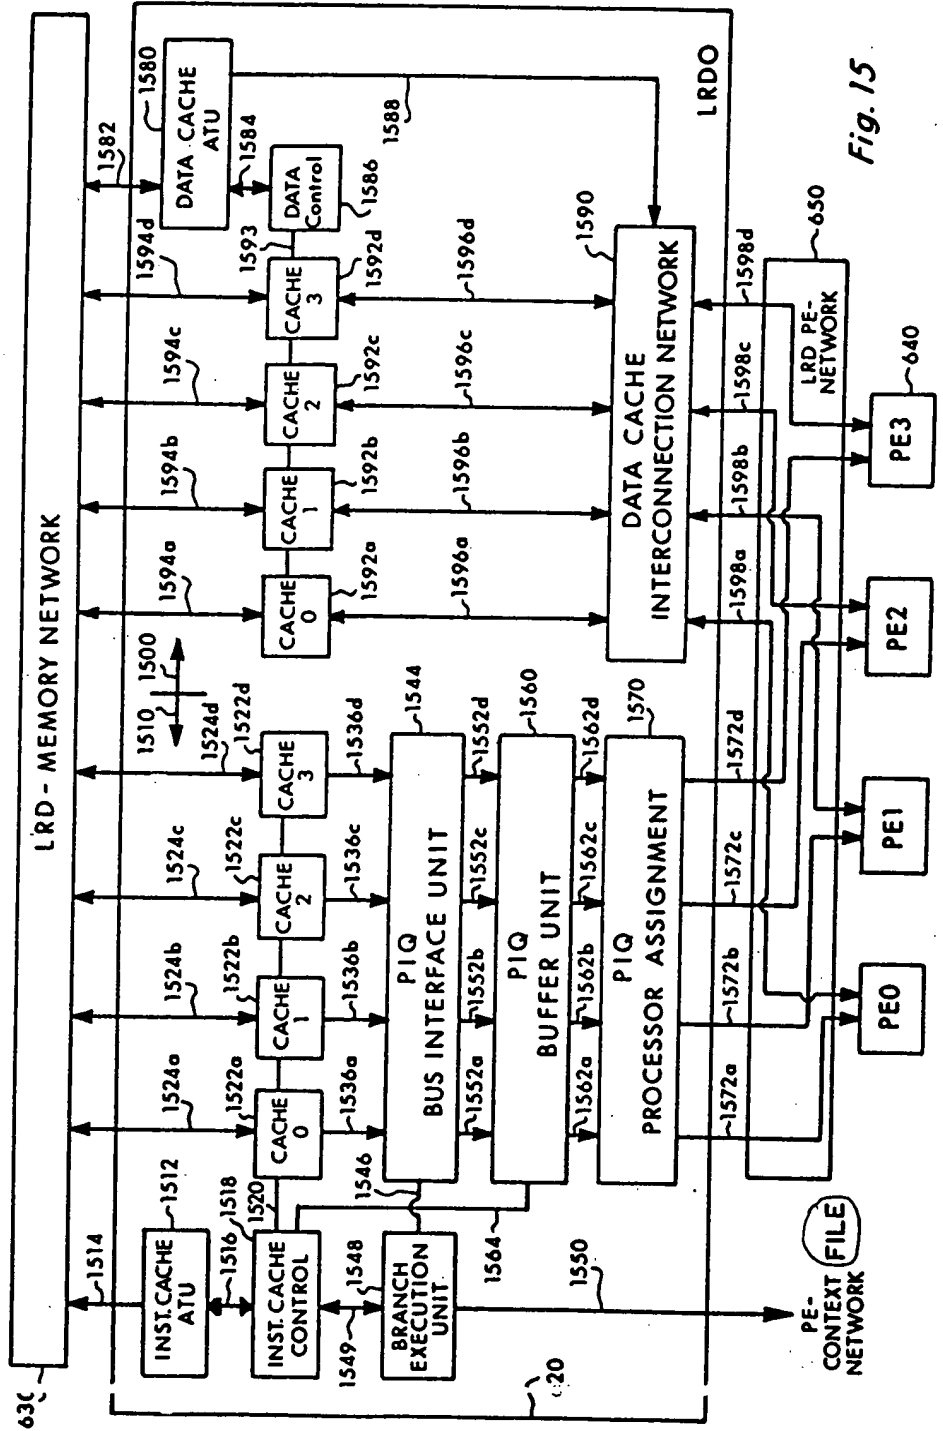 630
LRD - MEMORY NETWORK
1514
1524a
1524b
1524c
1524d
1510
1500
1594a
1594b
1594c
1594d
1582
1512
INST. CACHE
ATU
1516
1518
INST. CACHE
CONTROL
1520
1522a
CACHE
0
1522b
CACHE
1
1522c
CACHE
2
1522d
CACHE
3
1592a
CACHE
0
1592b
CACHE
1
1592c
CACHE
2
1592d
CACHE
3
1593
DATA
Control
1586
1584
DATA CACHE
ATU
1580
1588
1549
1548
BRANCH
EXECUTION
UNIT
1546
1564
1550
1536a
1536b
1536c
1536d
PIQ
BUS INTERFACE UNIT
1544
1552a
1552b
1552c
1552d
PIQ
BUFFER UNIT
1560
1562a
1562b
1562c
1562d
PIQ
PROCESSOR ASSIGNMENT
1570
1572a
1572b
1572c
1572d
1596a
1596b
1596c
1596d
DATA CACHE
INTERCONNECTION NETWORK
1590
1598a
1598b
1598c
1598d
LRDO
20
LRD PE-
NETWORK
650
PE-
CONTEXT FILE
NETWORK
PE0
PE1
PE2
PE3
640
Fig. 15